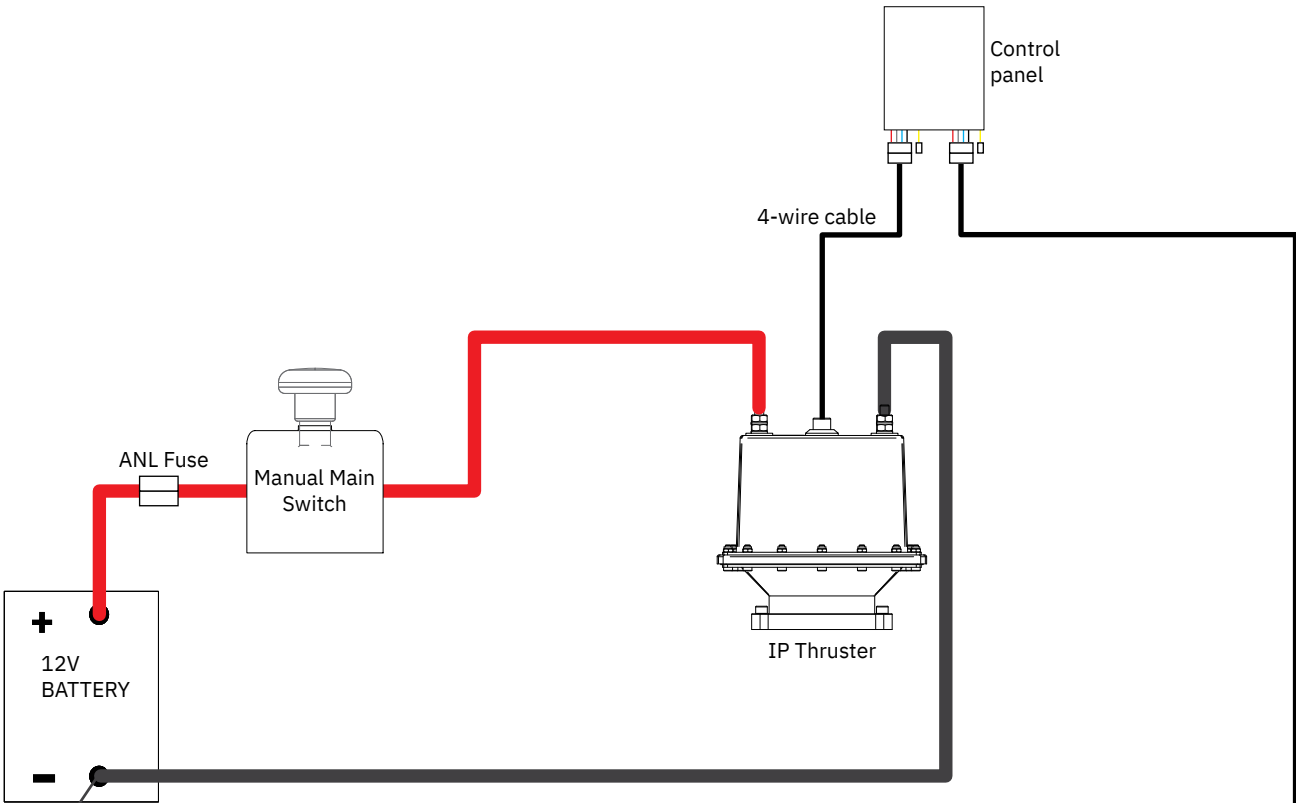 Control
panel
4-wire cable
ANL Fuse
Manual Main
Switch
+
12V
BATTERY
-
IP Thruster